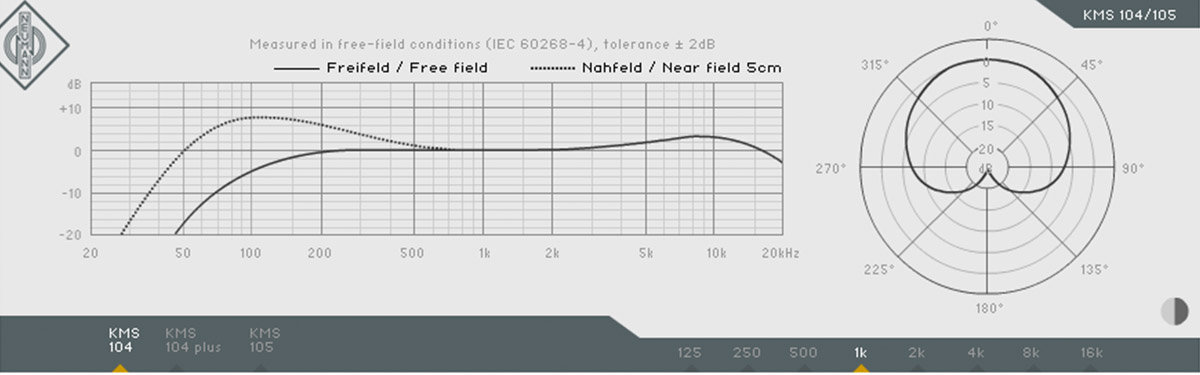 NEUMANN
KMS 104/105
Measured in free-field conditions (IEC 60268-4), tolerance ± 2dB
Freifeld / Free field
Nahfeld / Near field 5cm
dB
+10
0
-10
-20
20 50 100 200 500 1k 2k 5k 10k 20kHz
0°
315° 45°
0
5
10
15
20
dB
270° 90°
225° 135°
180°
KMS
104
KMS
104 plus
KMS
105
125 250 500 1k 2k 4k 8k 16k